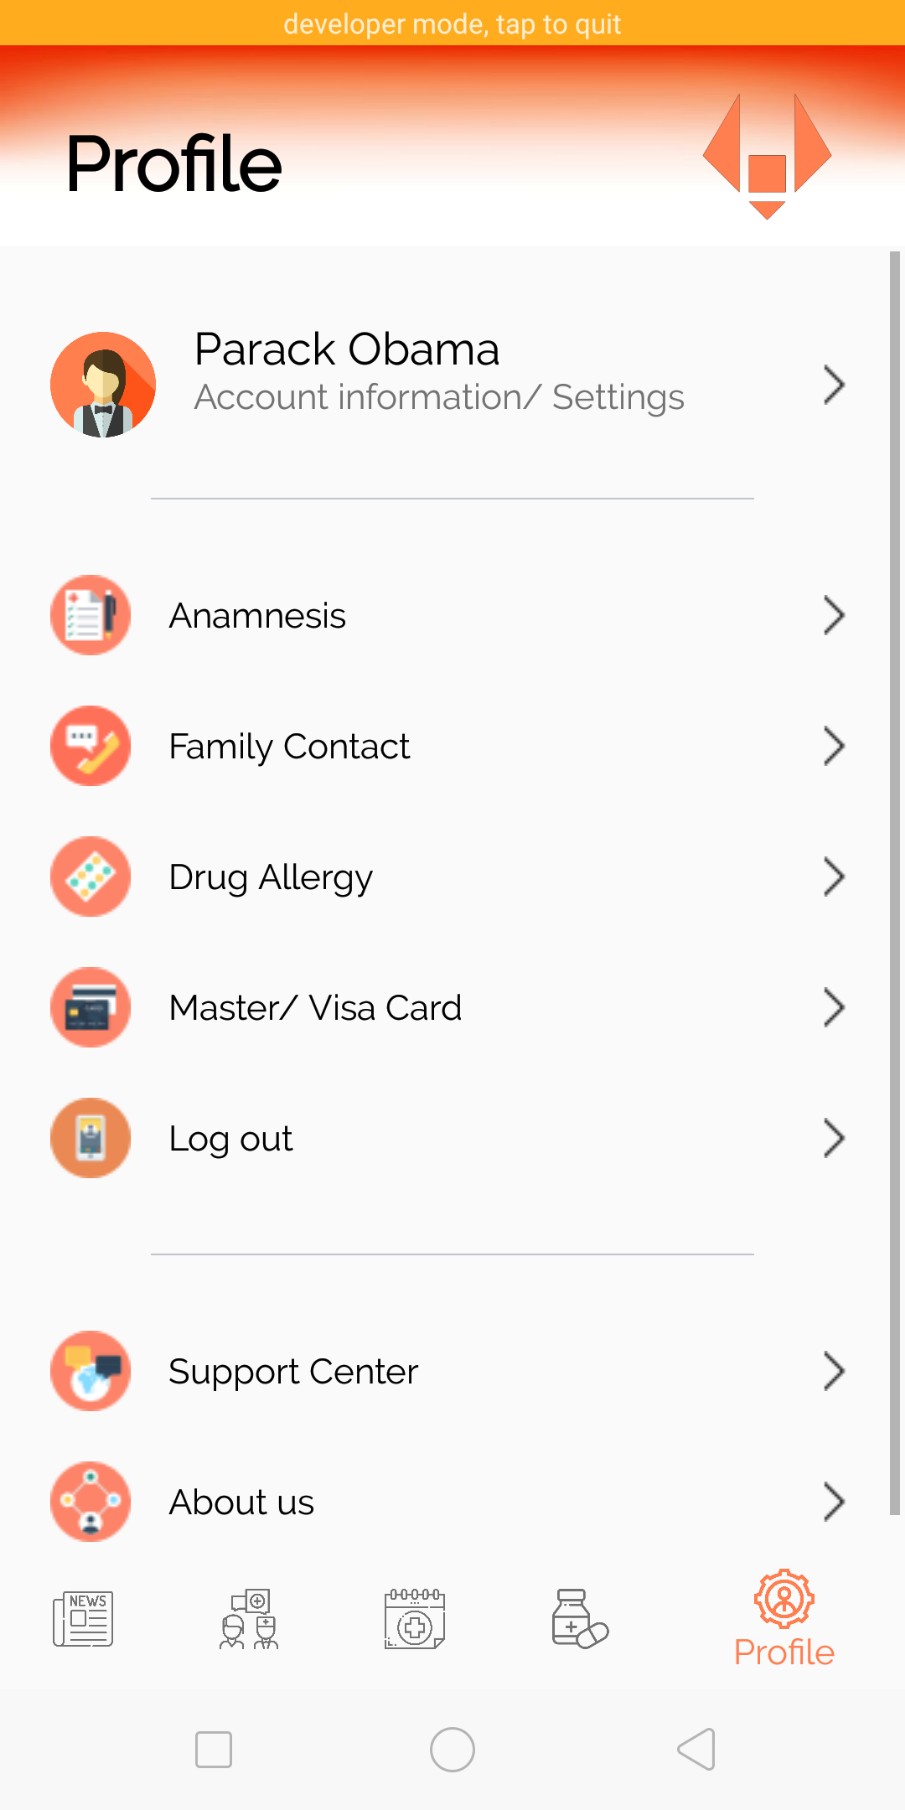 developer mode, tap to quit
Profile
Parack Obama
Account information/ Settings
Anamnesis
Family Contact
Drug Allergy
Master/ Visa Card
Log out
Support Center
About us
NEWS
Profile